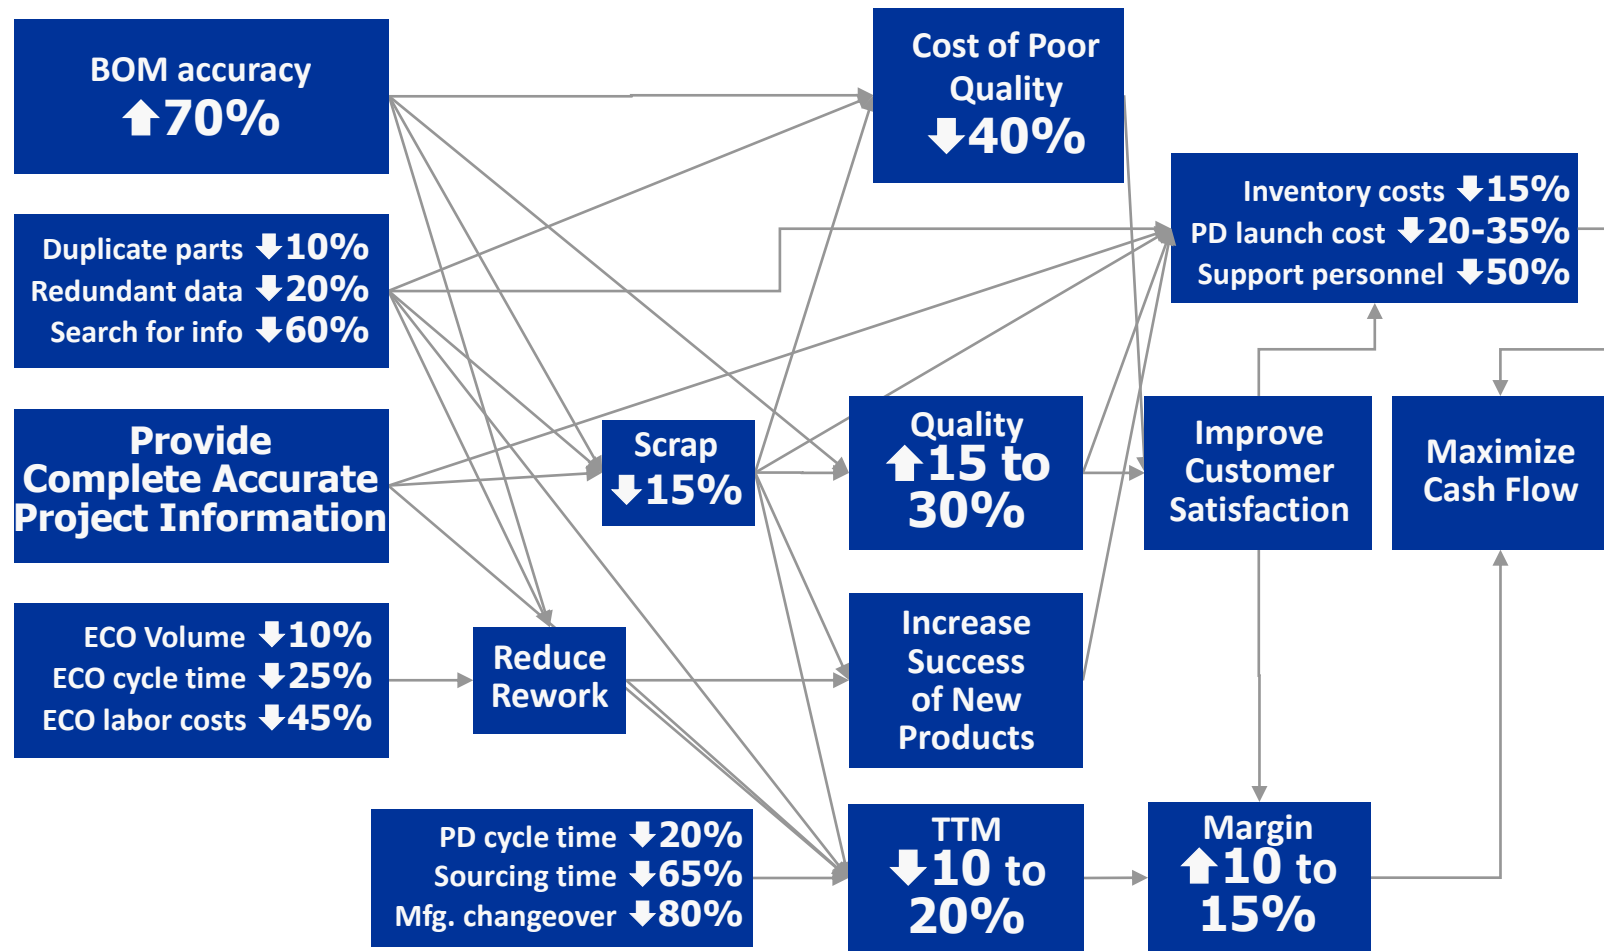 BOM accuracy
⬆70%
Cost of Poor
Quality
⬇40%
Duplicate parts ⬇10%
Redundant data ⬇20%
Search for info ⬇60%
Inventory costs ⬇15%
PD launch cost ⬇20-35%
Support personnel ⬇50%
Provide
Complete Accurate
Project Information
Scrap
⬇15%
Quality
⬆15 to
30%
Improve
Customer
Satisfaction
Maximize
Cash Flow
ECO Volume ⬇10%
ECO cycle time ⬇25%
ECO labor costs ⬇45%
Reduce
Rework
Increase
Success
of New
Products
PD cycle time ⬇20%
Sourcing time ⬇65%
Mfg. changeover ⬇80%
TTM
⬇10 to
20%
Margin
⬆10 to
15%